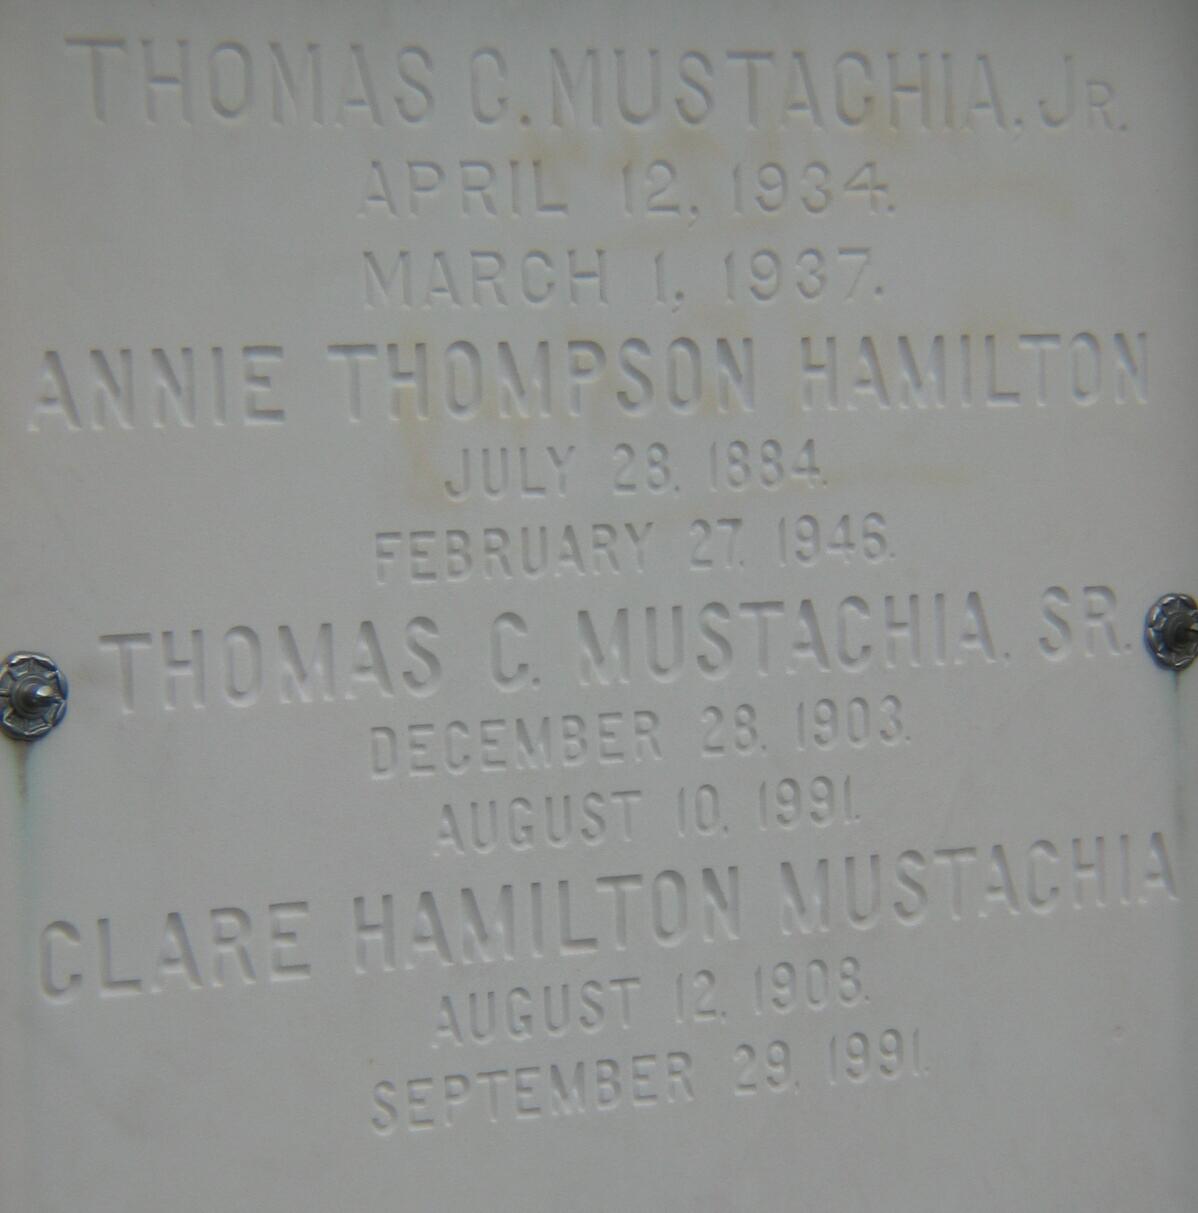 THOMAS C. MUSTACHIA, JR.
APRIL 12, 1934.
MARCH 1, 1937.
ANNIE THOMPSON HAMILTON
JULY 28, 1884.
FEBRUARY 27, 1946.
THOMAS C. MUSTACHIA, SR.
DECEMBER 28, 1903.
AUGUST 10, 1991.
CLARE HAMILTON MUSTACHIA
AUGUST 12, 1908.
SEPTEMBER 29, 1991.